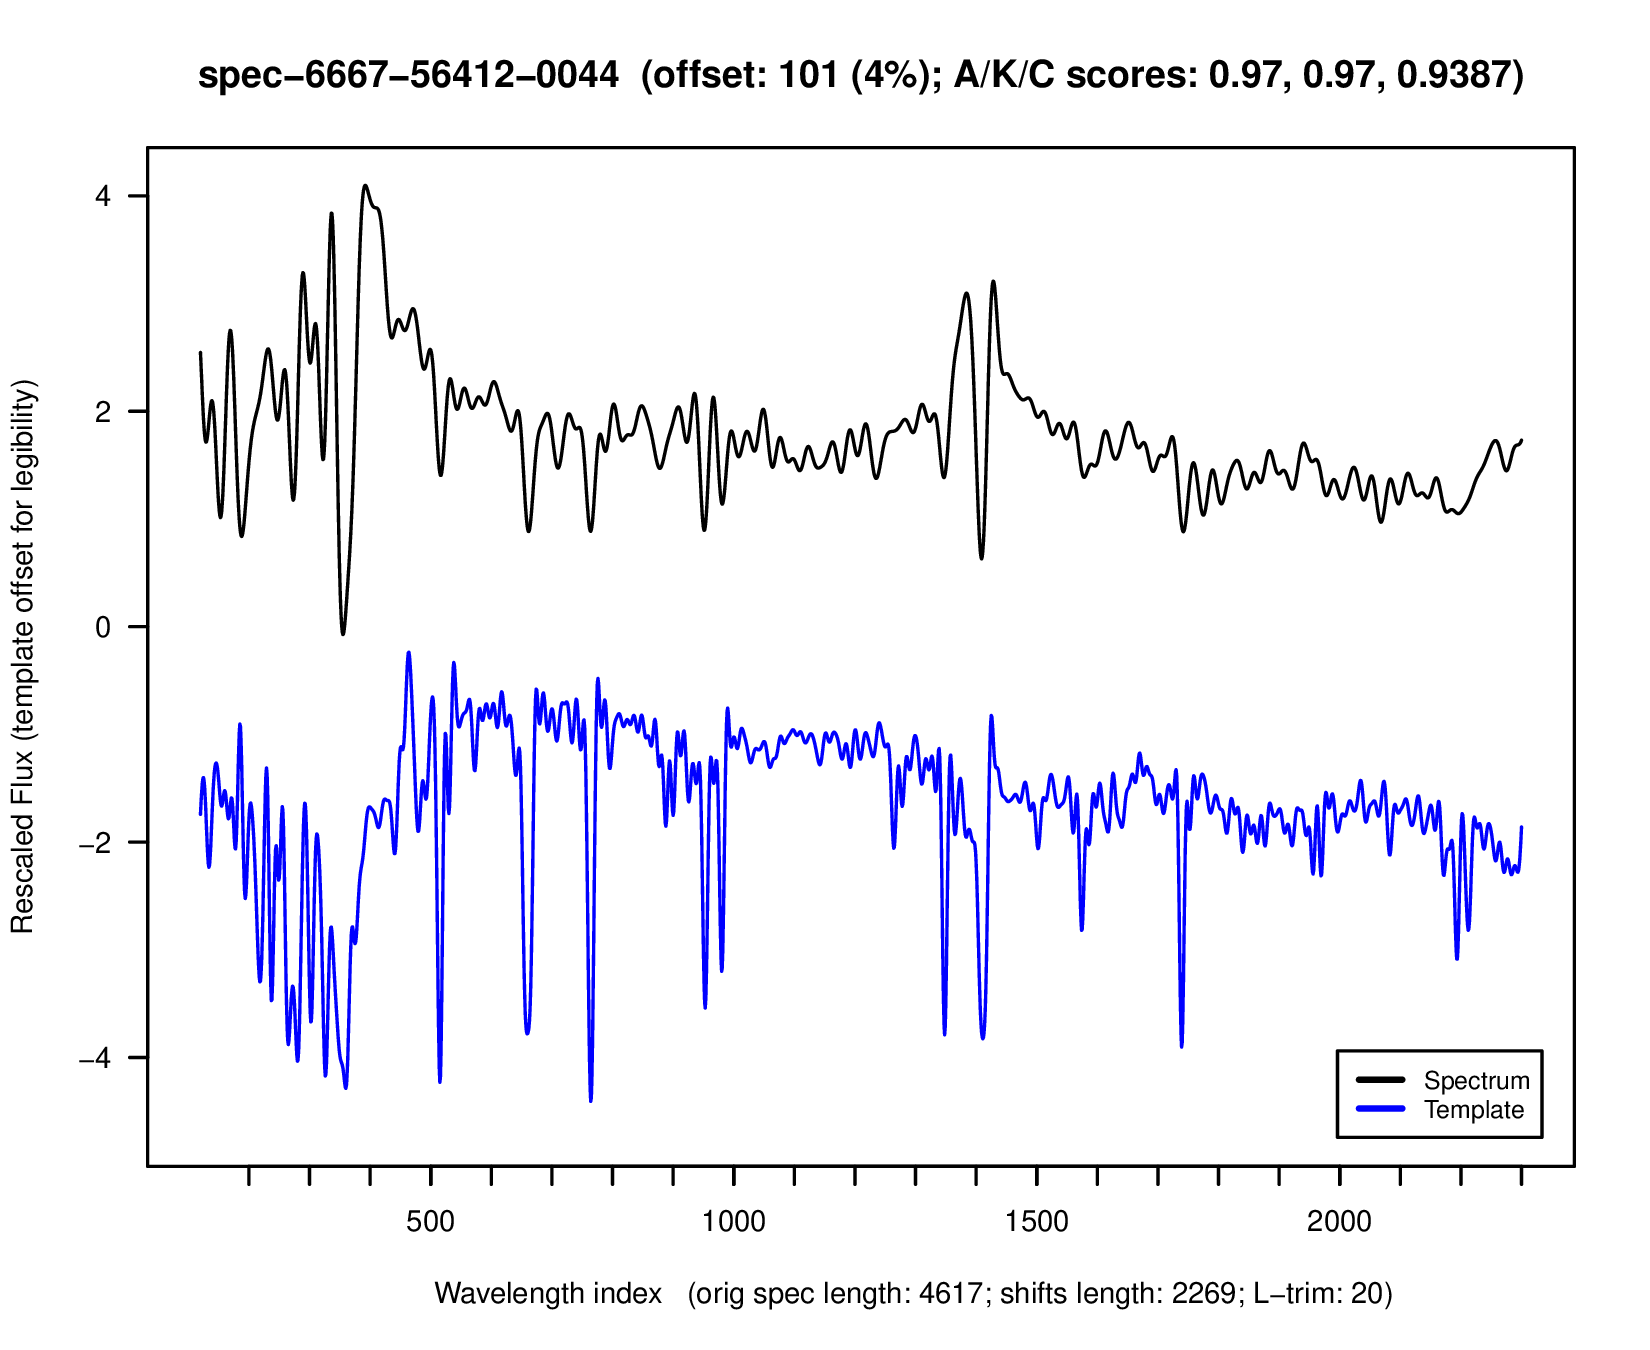 spec−6667−56412−0044 (offset: 101 (4%); A/K/C scores: 0.97, 0.97, 0.9387)
Rescaled Flux (template offset for legibility)
4
2
0
−2
−4
Spectrum
Template
500 1000 1500 2000
Wavelength index (orig spec length: 4617; shifts length: 2269; L−trim: 20)